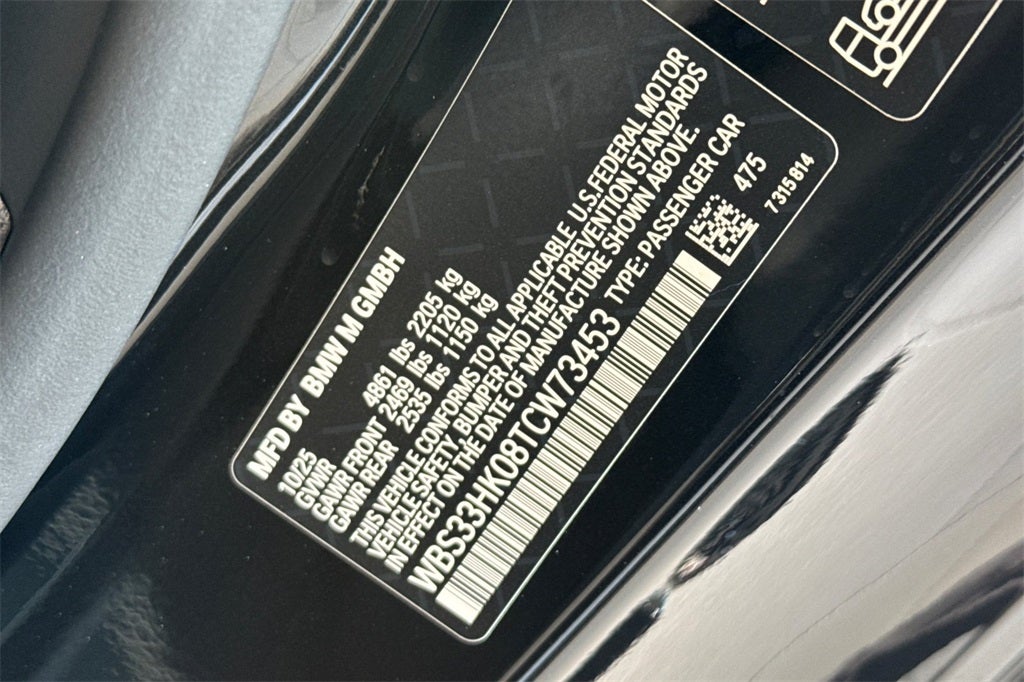 MFD BY BMW M GMBH
10/25
GVWR 4861 lbs 2205 kg
GAWR FRONT 2469 lbs 1120 kg
GAWR REAR 2535 lbs 1150 kg
THIS VEHICLE CONFORMS TO ALL APPLICABLE U.S. FEDERAL MOTOR
VEHICLE SAFETY, BUMPER AND THEFT PREVENTION STANDARDS
IN EFFECT ON THE DATE OF MANUFACTURE SHOWN ABOVE.
WBS33HK08TCW73453 TYPE: PASSENGER CAR
475
7315814